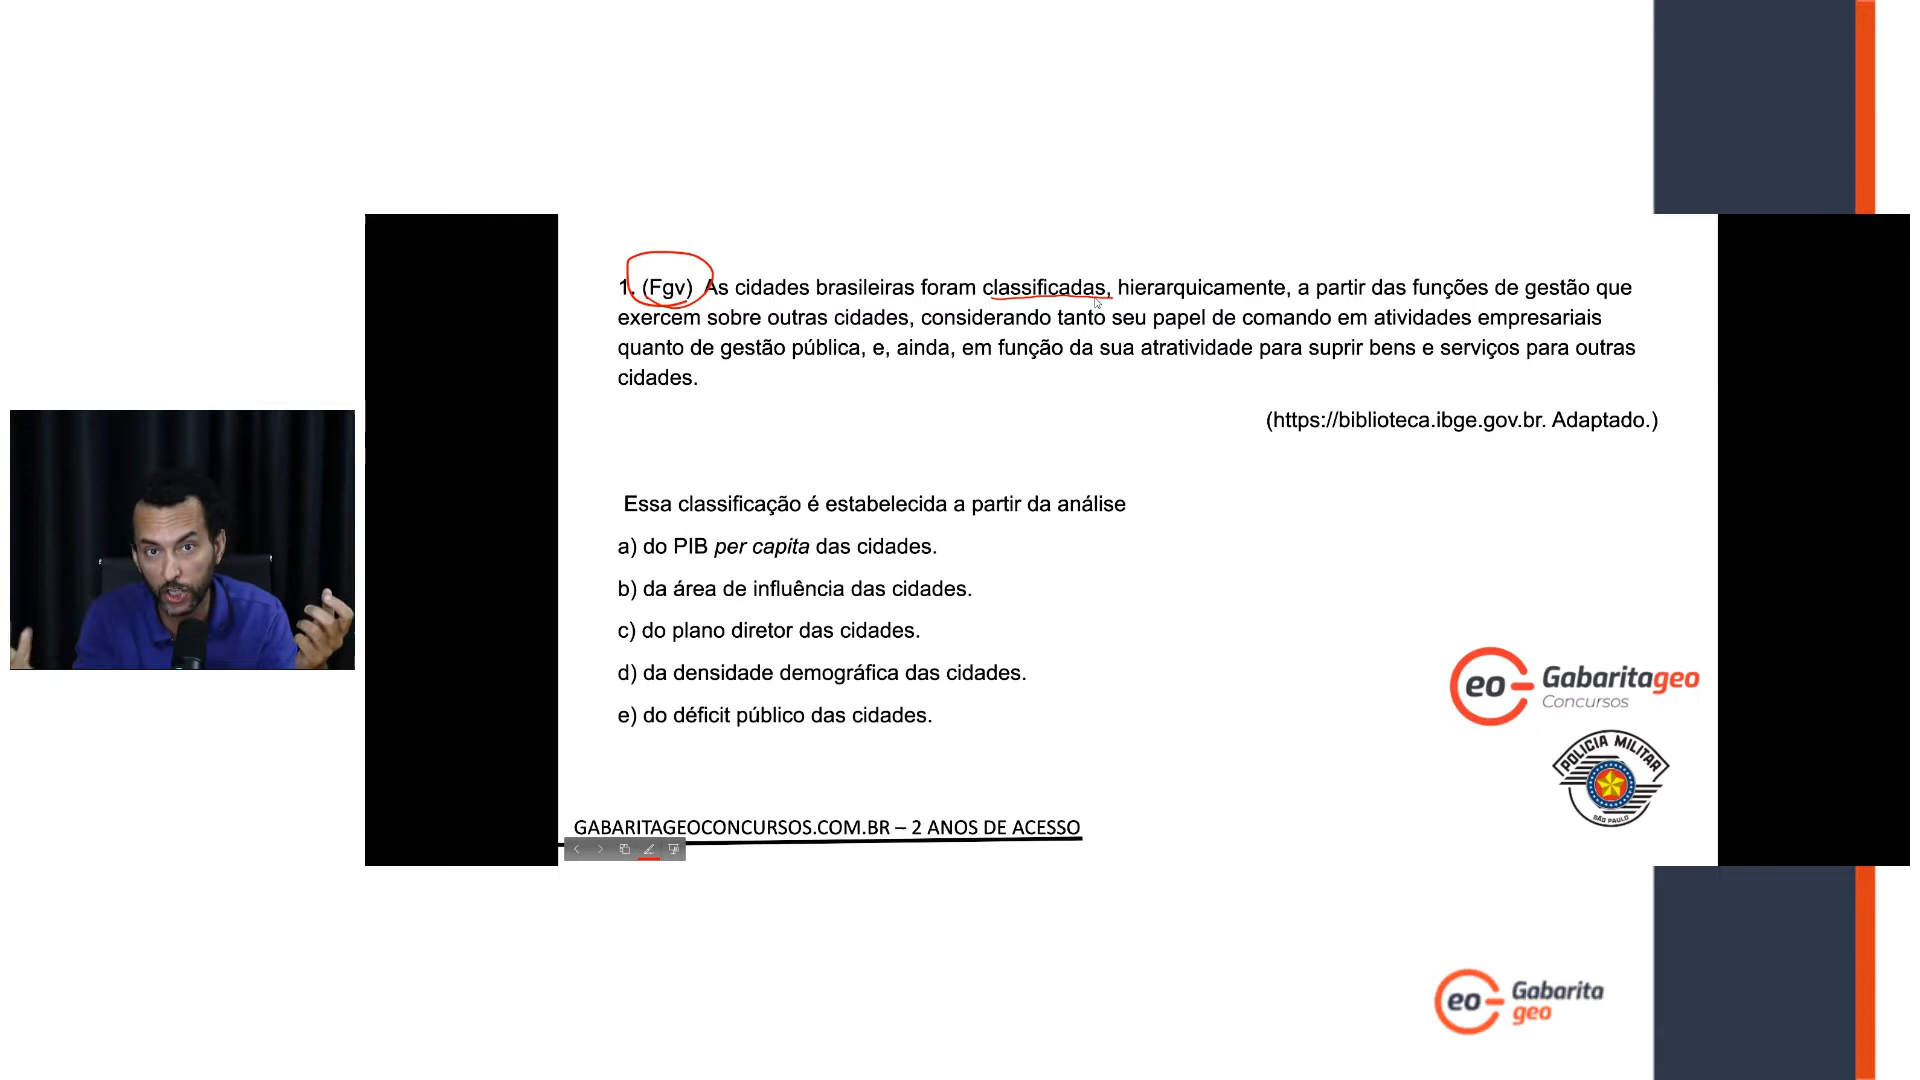 1. (Fgv) As cidades brasileiras foram classificadas, hierarquicamente, a partir das funções de gestão que
exercem sobre outras cidades, considerando tanto seu papel de comando em atividades empresariais
quanto de gestão pública, e, ainda, em função da sua atratividade para suprir bens e serviços para outras
cidades.
(https://biblioteca.ibge.gov.br. Adaptado.)
Essa classificação é estabelecida a partir da análise
a) do PIB per capita das cidades.
b) da área de influência das cidades.
c) do plano diretor das cidades.
d) da densidade demográfica das cidades.
e) do déficit público das cidades.
eo Gabaritageo
Concursos
POLICIA MILITAR
SÃO PAULO
GABARITAGEOCONCURSOS.COM.BR – 2 ANOS DE ACESSO
eo Gabarita
geo